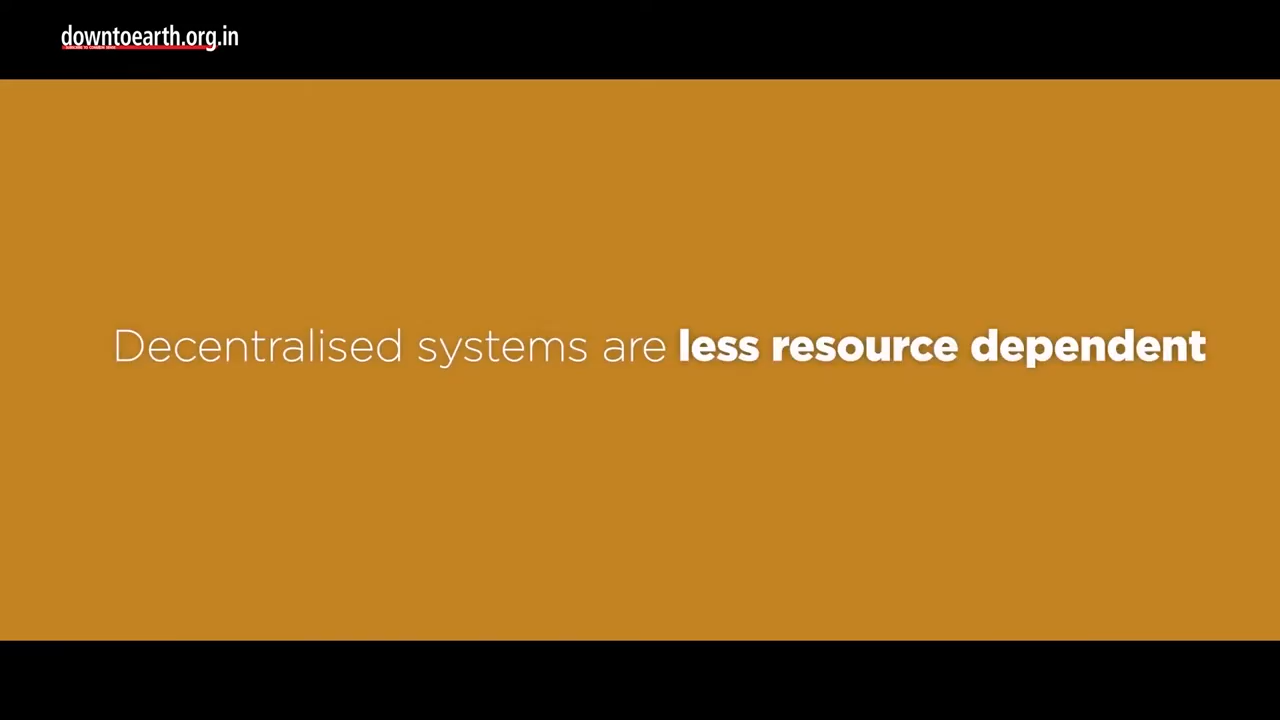 downtoearth.org.in
Decentralised systems are less resource dependent